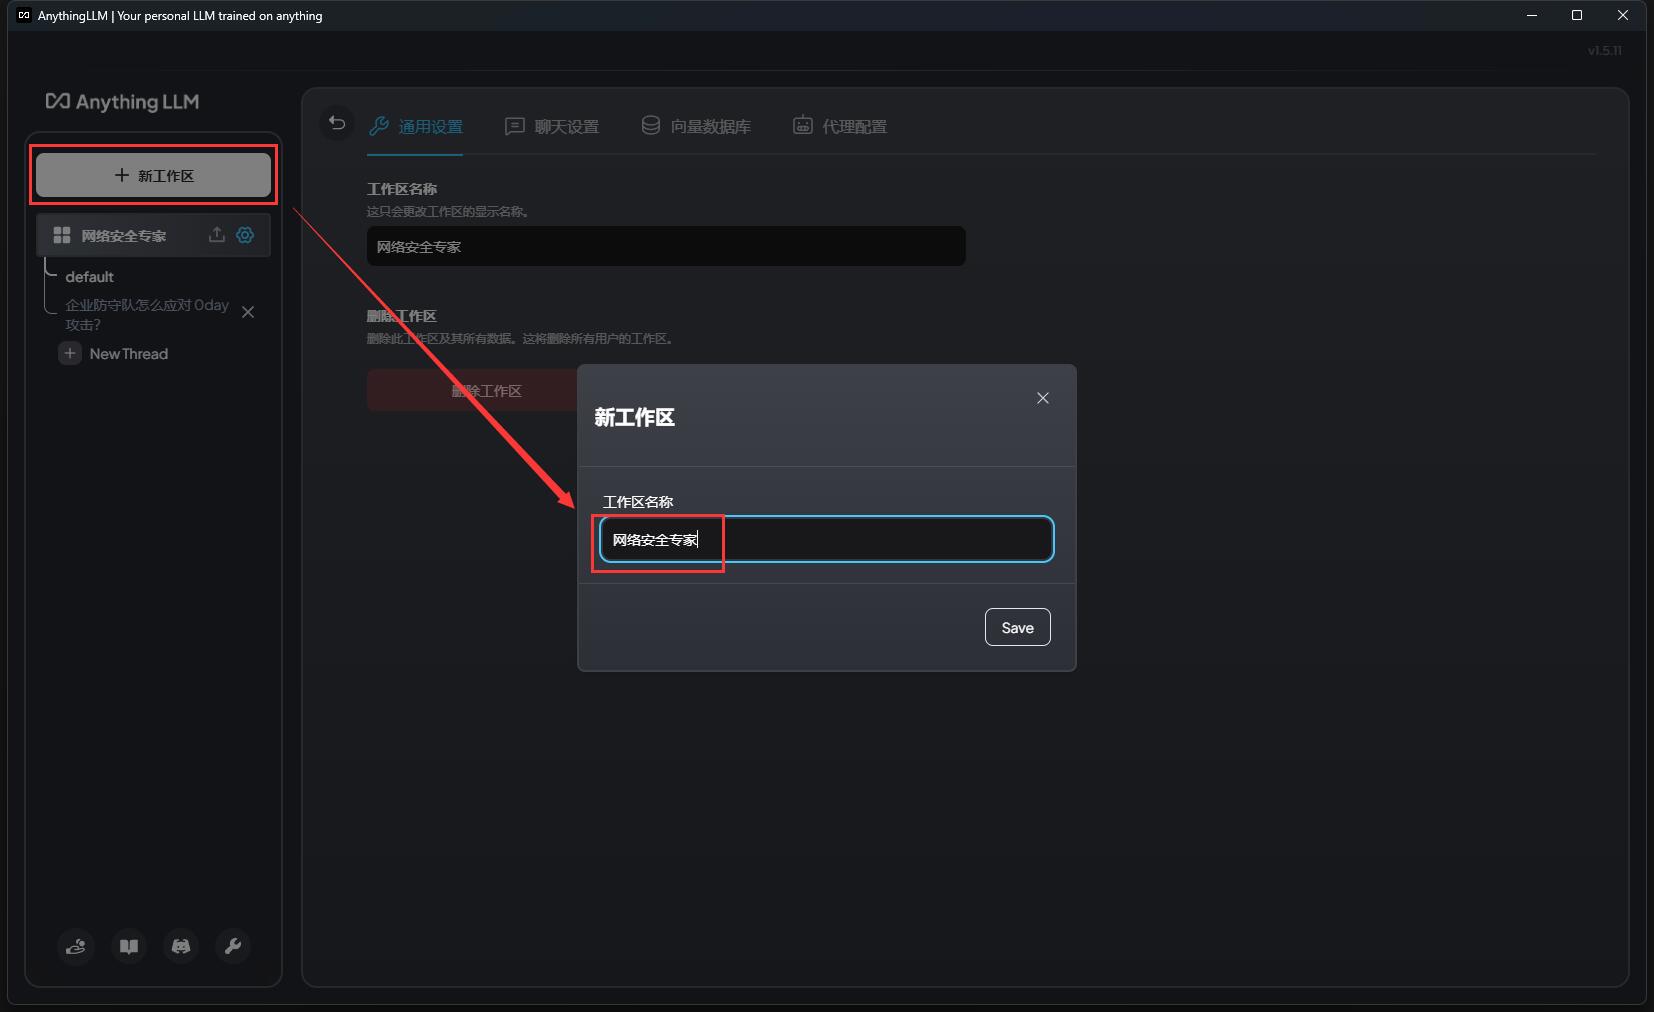 AnythingLLM | Your personal LLM trained on anything
v1.5.11
Anything LLM
新工作区
网络安全专家
default
企业防守队怎么应对 0day
攻击?
New Thread
通用设置
聊天设置
向量数据库
代理配置
工作区名称
这只会更改工作区的显示名称。
网络安全专家
删除工作区
删除此工作区及其所有数据。这将删除所有用户的工作区。
删除工作区
新工作区
工作区名称
网络安全专家
Save